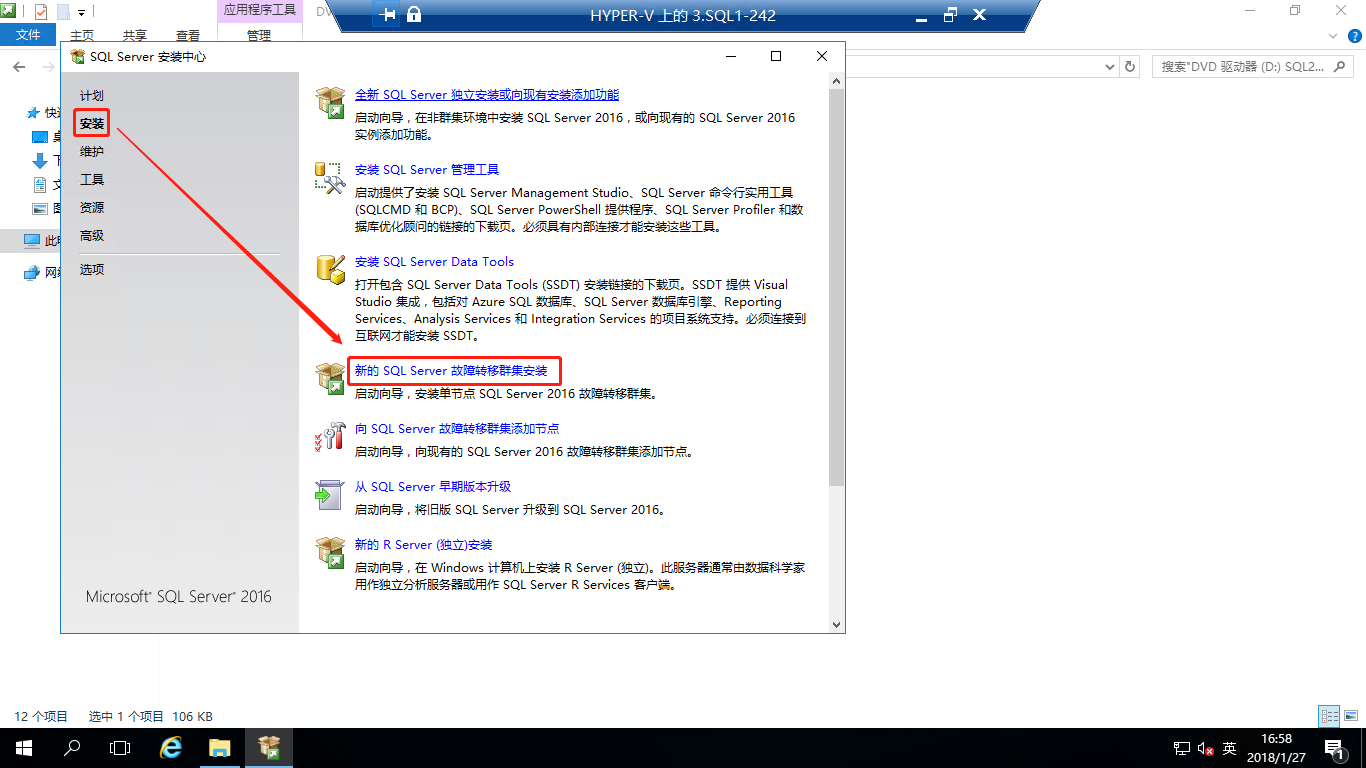 应用程序工具
HYPER-V 上的 3.SQL1-242
文件
主页
共享
查看
管理
SQL Server 安装中心
搜索"DVD 驱动器 (D:) SQL2...
计划
安装
维护
工具
资源
高级
选项
全新 SQL Server 独立安装或向现有安装添加功能
启动向导，在非群集环境中安装 SQL Server 2016，或向现有的 SQL Server 2016
实例添加功能。
安装 SQL Server 管理工具
启动提供了安装 SQL Server Management Studio、SQL Server 命令行实用工具
(SQLCMD 和 BCP)、SQL Server PowerShell 提供程序、SQL Server Profiler 和数
据库优化顾问的链接的下载页。必须具有内部连接才能安装这些工具。
安装 SQL Server Data Tools
打开包含 SQL Server Data Tools (SSDT) 安装链接的下载页。SSDT 提供 Visual
Studio 集成，包括对 Azure SQL 数据库、SQL Server 数据库引擎、Reporting
Services、Analysis Services 和 Integration Services 的项目系统支持。必须连接到
互联网才能安装 SSDT。
新的 SQL Server 故障转移群集安装
启动向导，安装单节点 SQL Server 2016 故障转移群集。
向 SQL Server 故障转移群集添加节点
启动向导，向现有的 SQL Server 2016 故障转移群集添加节点。
从 SQL Server 早期版本升级
启动向导，将旧版 SQL Server 升级到 SQL Server 2016。
新的 R Server (独立)安装
启动向导，在 Windows 计算机上安装 R Server (独立)。此服务器通常由数据科学家
用作独立分析服务器或用作 SQL Server R Services 客户端。
Microsoft® SQL Server® 2016
12 个项目
选中 1 个项目 106 KB
英
16:58
2018/1/27
1